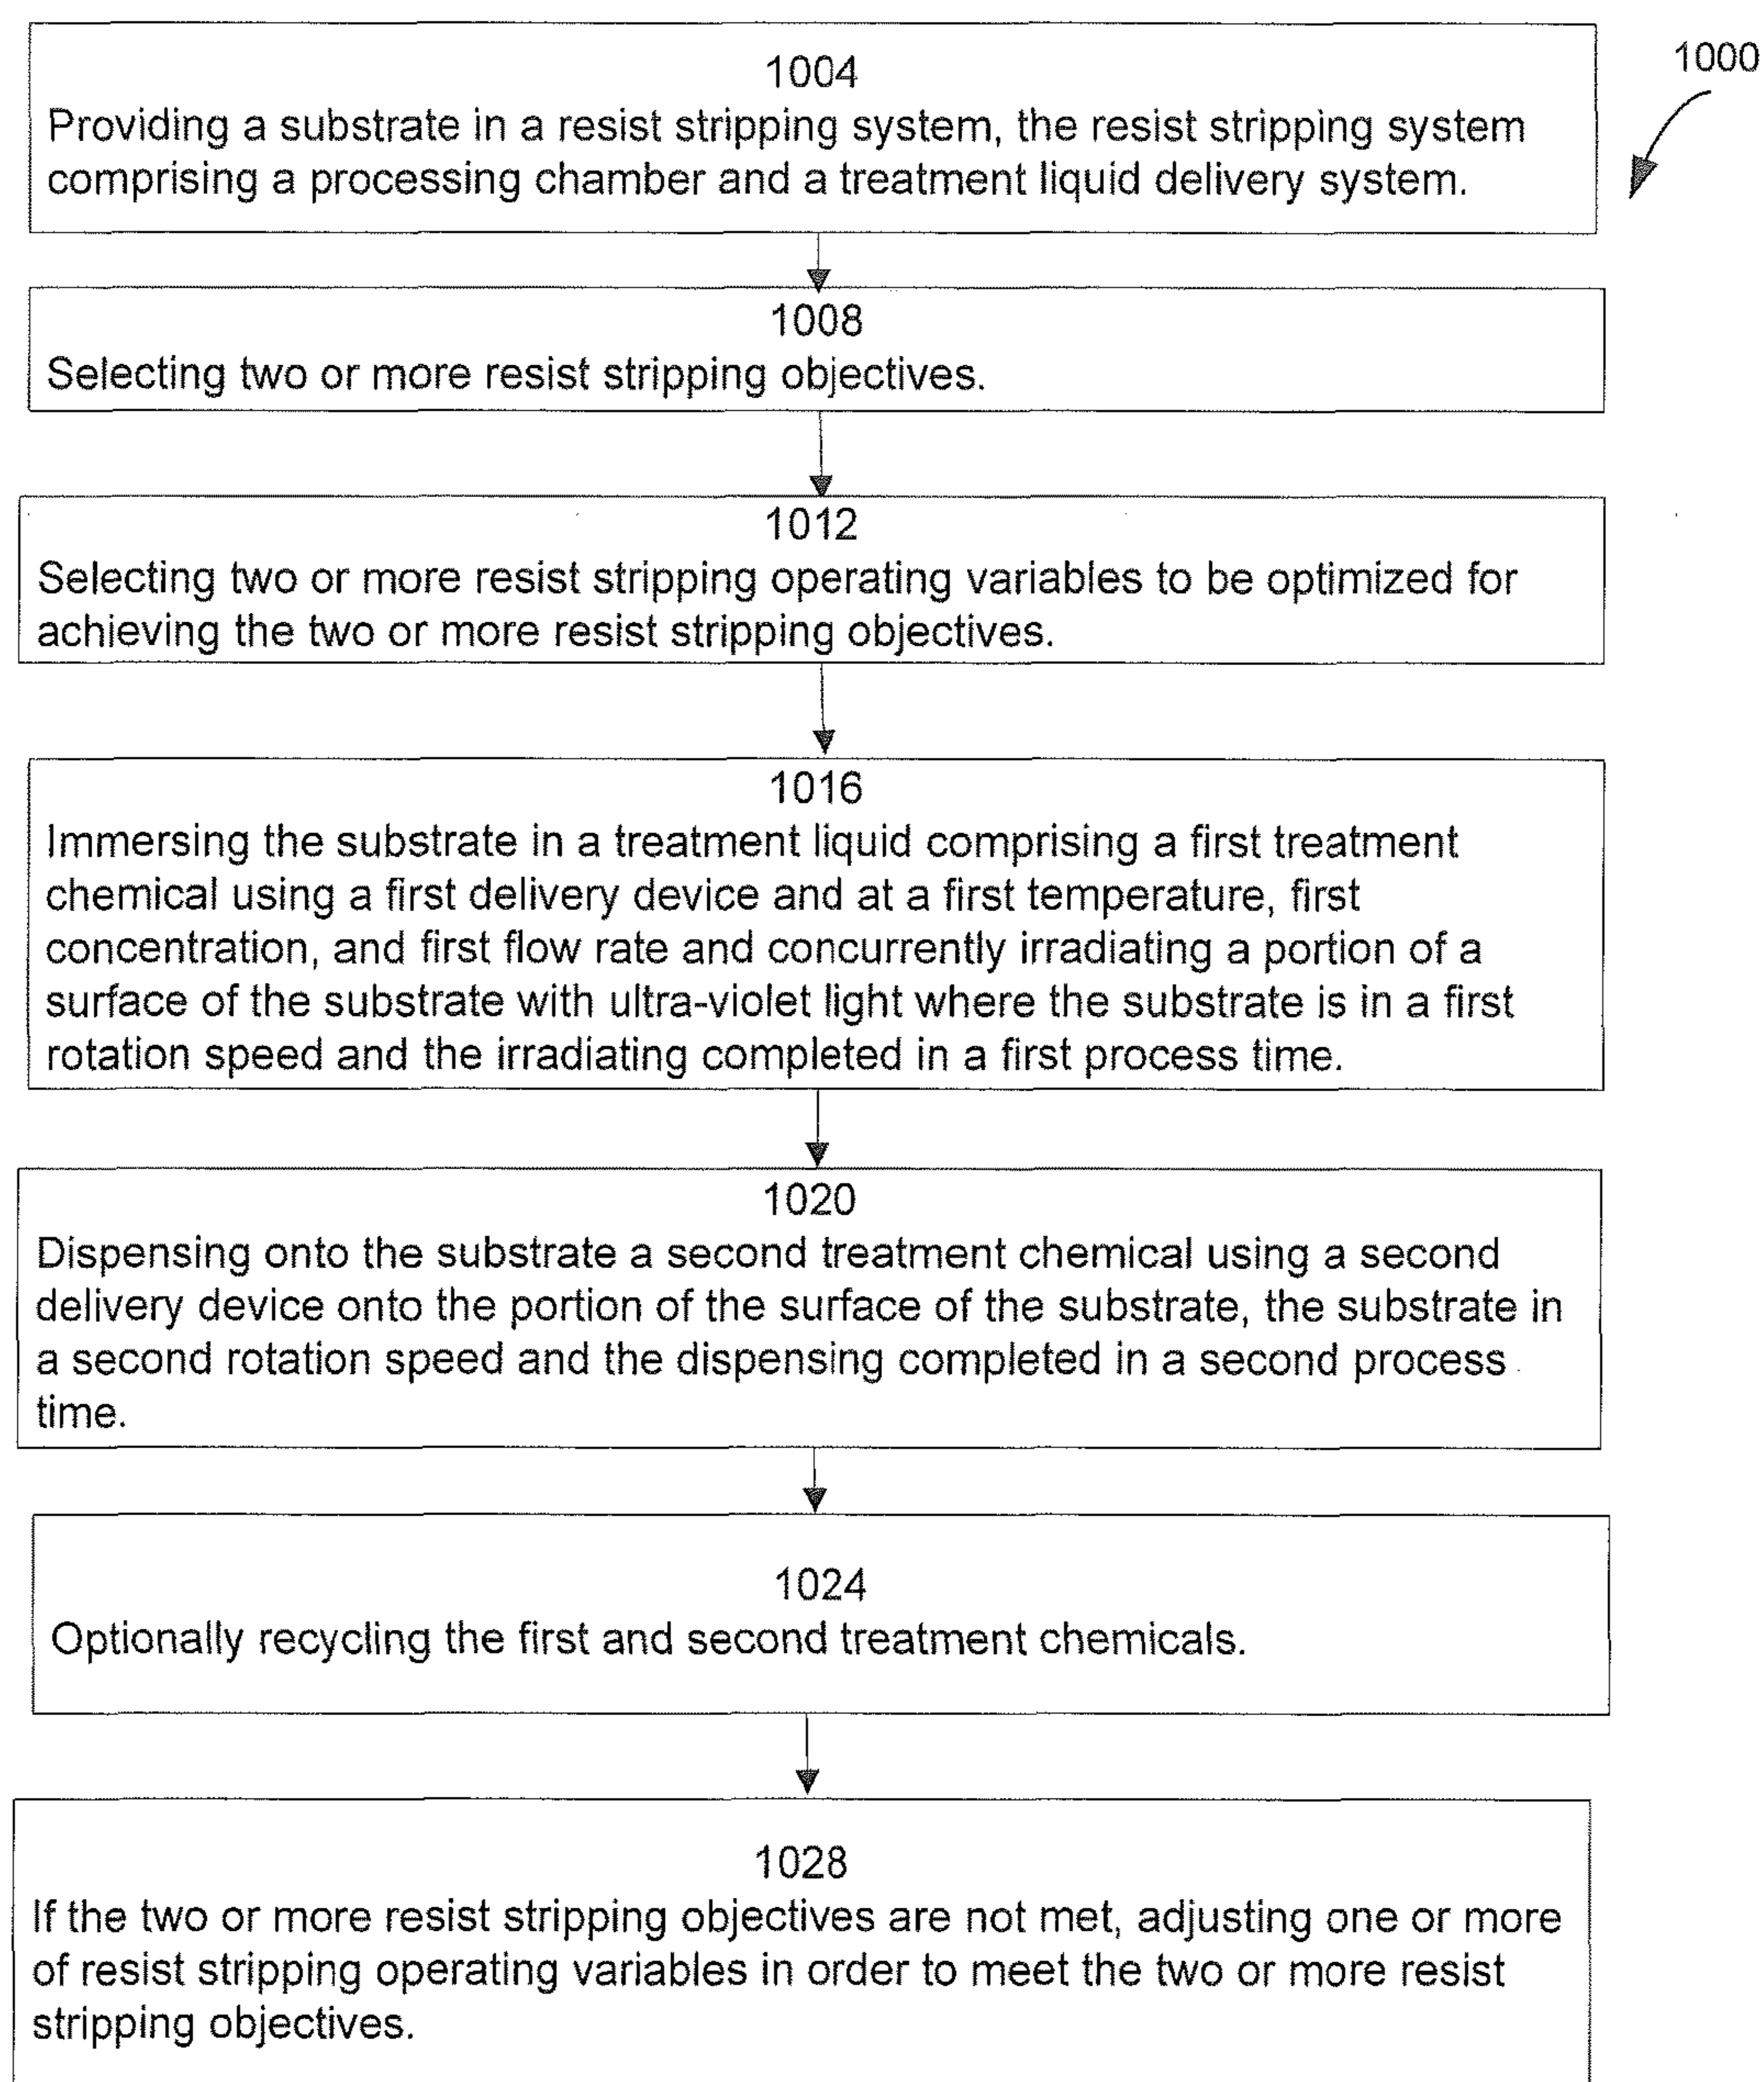 1000
1004
Providing a substrate in a resist stripping system, the resist stripping system
comprising a processing chamber and a treatment liquid delivery system.
1008
Selecting two or more resist stripping objectives.
1012
Selecting two or more resist stripping operating variables to be optimized for
achieving the two or more resist stripping objectives.
1016
Immersing the substrate in a treatment liquid comprising a first treatment
chemical using a first delivery device and at a first temperature, first
concentration, and first flow rate and concurrently irradiating a portion of a
surface of the substrate with ultra-violet light where the substrate is in a first
rotation speed and the irradiating completed in a first process time.
1020
Dispensing onto the substrate a second treatment chemical using a second
delivery device onto the portion of the surface of the substrate, the substrate in
a second rotation speed and the dispensing completed in a second process
time.
1024
Optionally recycling the first and second treatment chemicals.
1028
If the two or more resist stripping objectives are not met, adjusting one or more
of resist stripping operating variables in order to meet the two or more resist
stripping objectives.